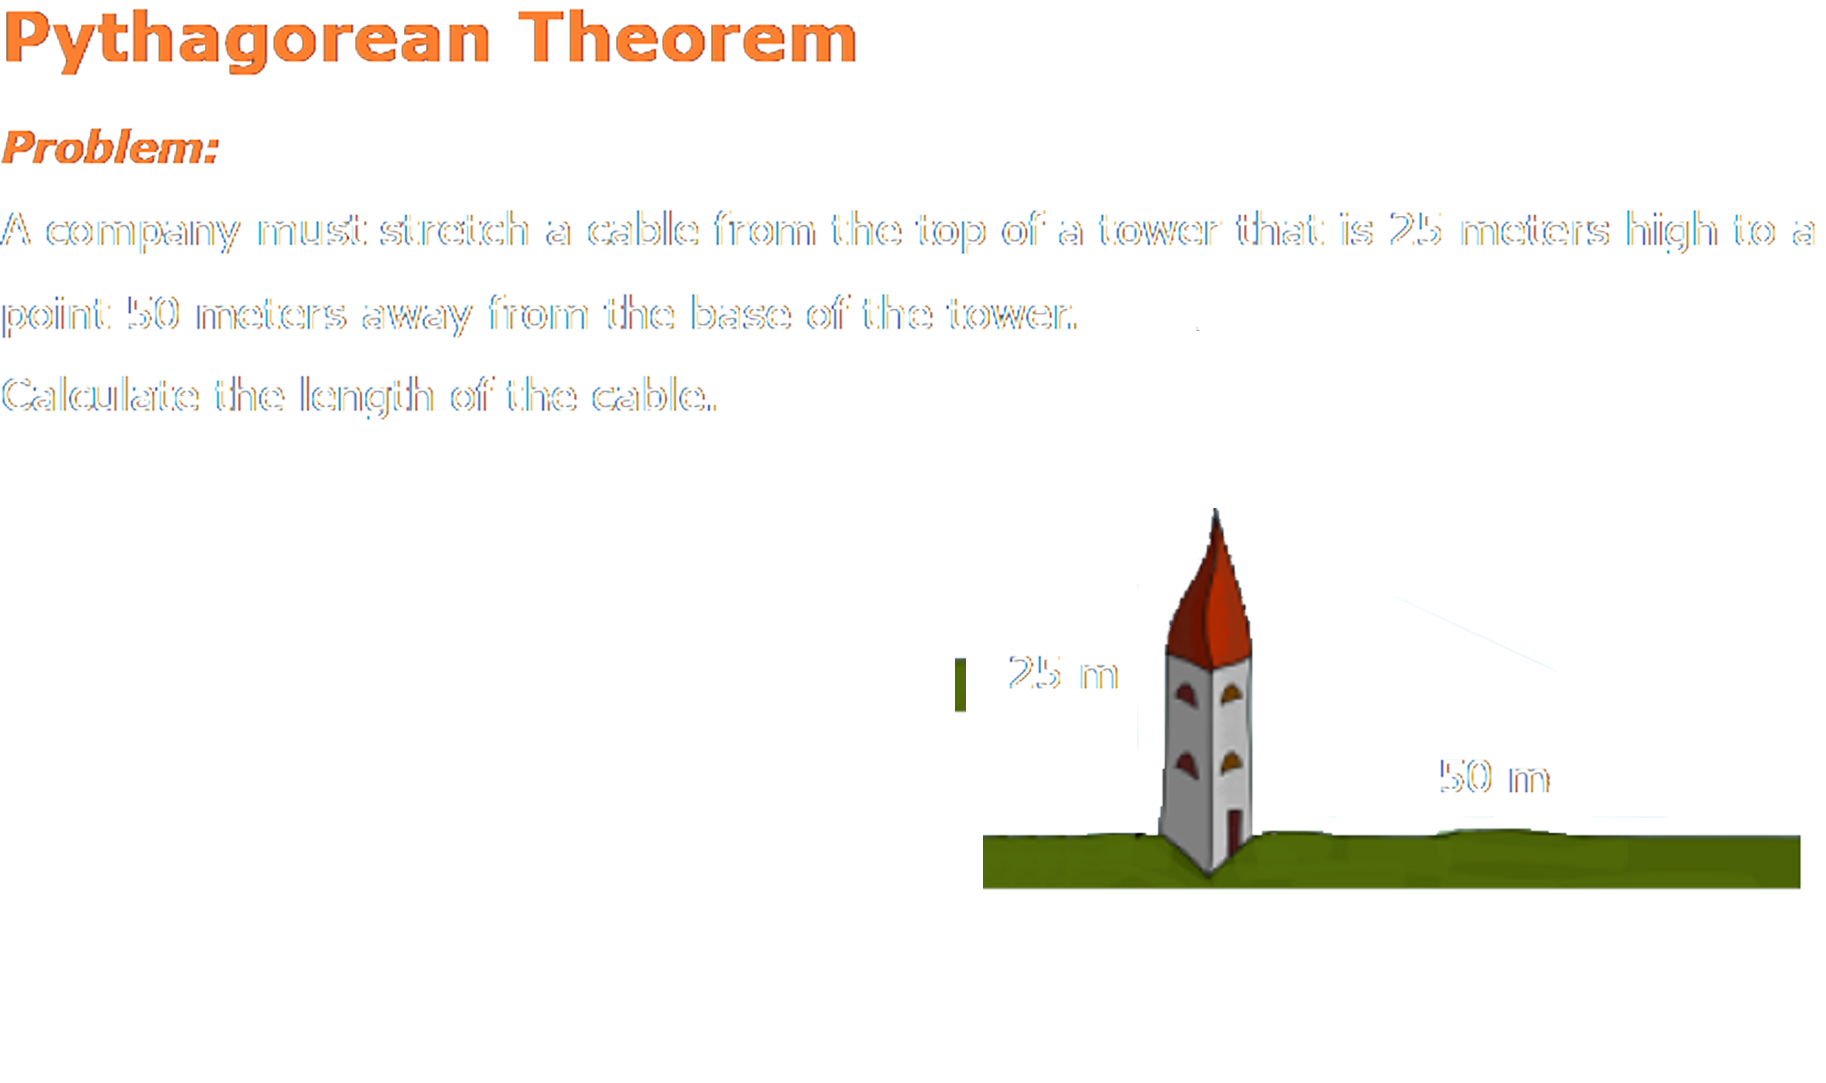 Pythagorean Theorem
Problem:
A company must stretch a cable from the top of a tower that is 25 meters high to a
point 50 meters away from the base of the tower.
Calculate the length of the cable.
25 m
50 m